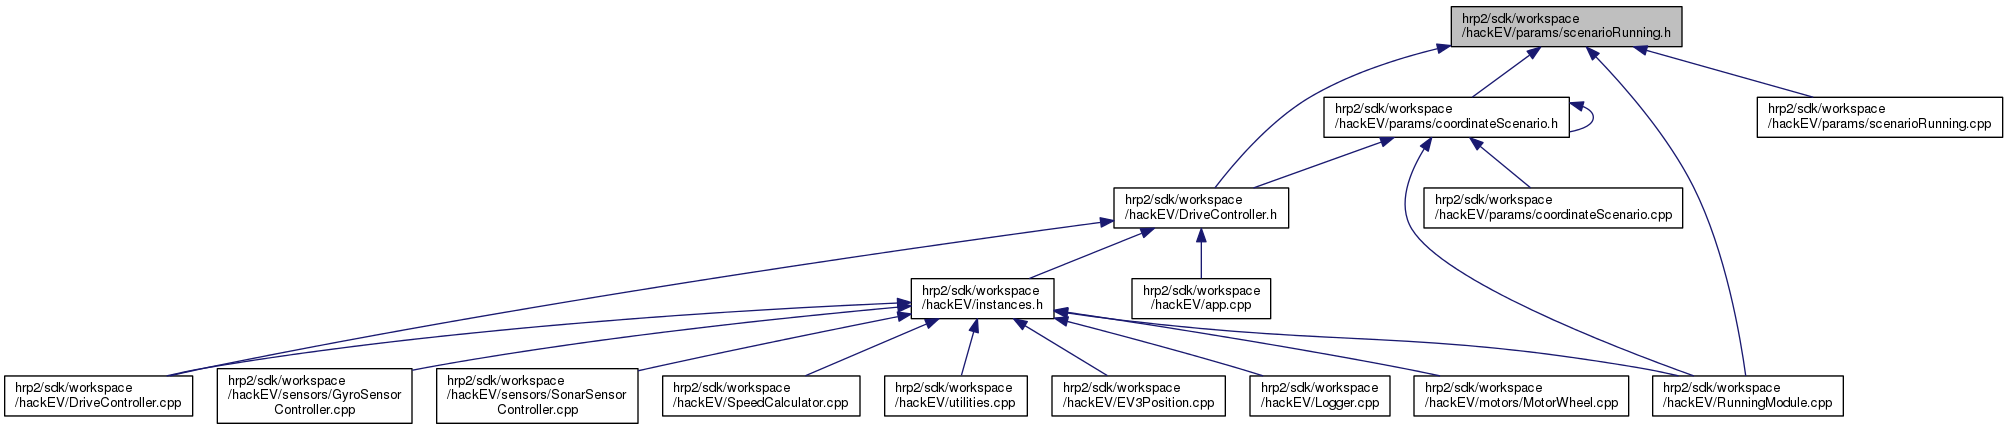 hrp2/sdk/workspace
/hackEV/params/scenarioRunning.h
hrp2/sdk/workspace
/hackEV/params/coordinateScenario.h
hrp2/sdk/workspace
/hackEV/params/scenarioRunning.cpp
hrp2/sdk/workspace
/hackEV/DriveController.h
hrp2/sdk/workspace
/hackEV/params/coordinateScenario.cpp
hrp2/sdk/workspace
/hackEV/instances.h
hrp2/sdk/workspace
/hackEV/app.cpp
hrp2/sdk/workspace
/hackEV/DriveController.cpp
hrp2/sdk/workspace
/hackEV/sensors/GyroSensor
Controller.cpp
hrp2/sdk/workspace
/hackEV/sensors/SonarSensor
Controller.cpp
hrp2/sdk/workspace
/hackEV/SpeedCalculator.cpp
hrp2/sdk/workspace
/hackEV/utilities.cpp
hrp2/sdk/workspace
/hackEV/EV3Position.cpp
hrp2/sdk/workspace
/hackEV/Logger.cpp
hrp2/sdk/workspace
/hackEV/motors/MotorWheel.cpp
hrp2/sdk/workspace
/hackEV/RunningModule.cpp